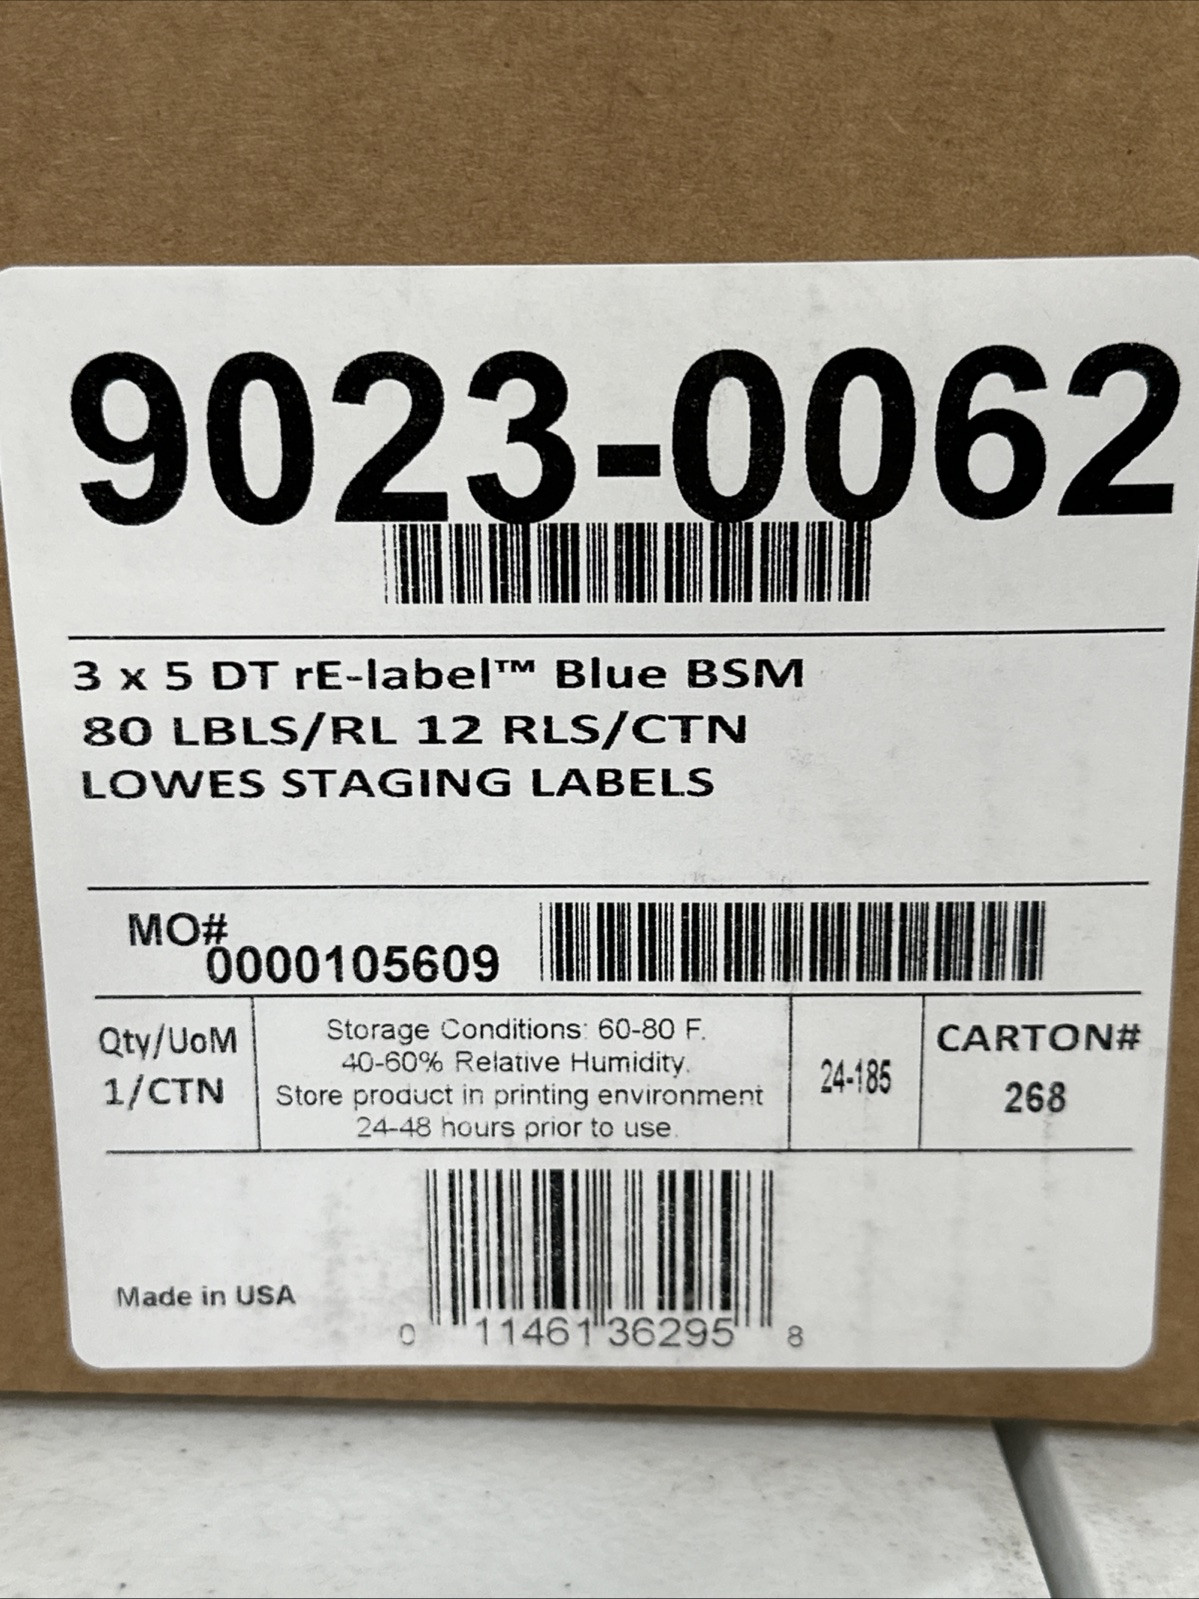 9023-0062
3 x 5 DT rE-label™ Blue BSM
80 LBLS/RL 12 RLS/CTN
LOWES STAGING LABELS
MO#
0000105609
Qty/UoM
1/CTN
Storage Conditions: 60-80 F.
40-60% Relative Humidity.
Store product in printing environment
24-48 hours prior to use.
24-185
CARTON#
268
Made in USA
0 11461 36295 8